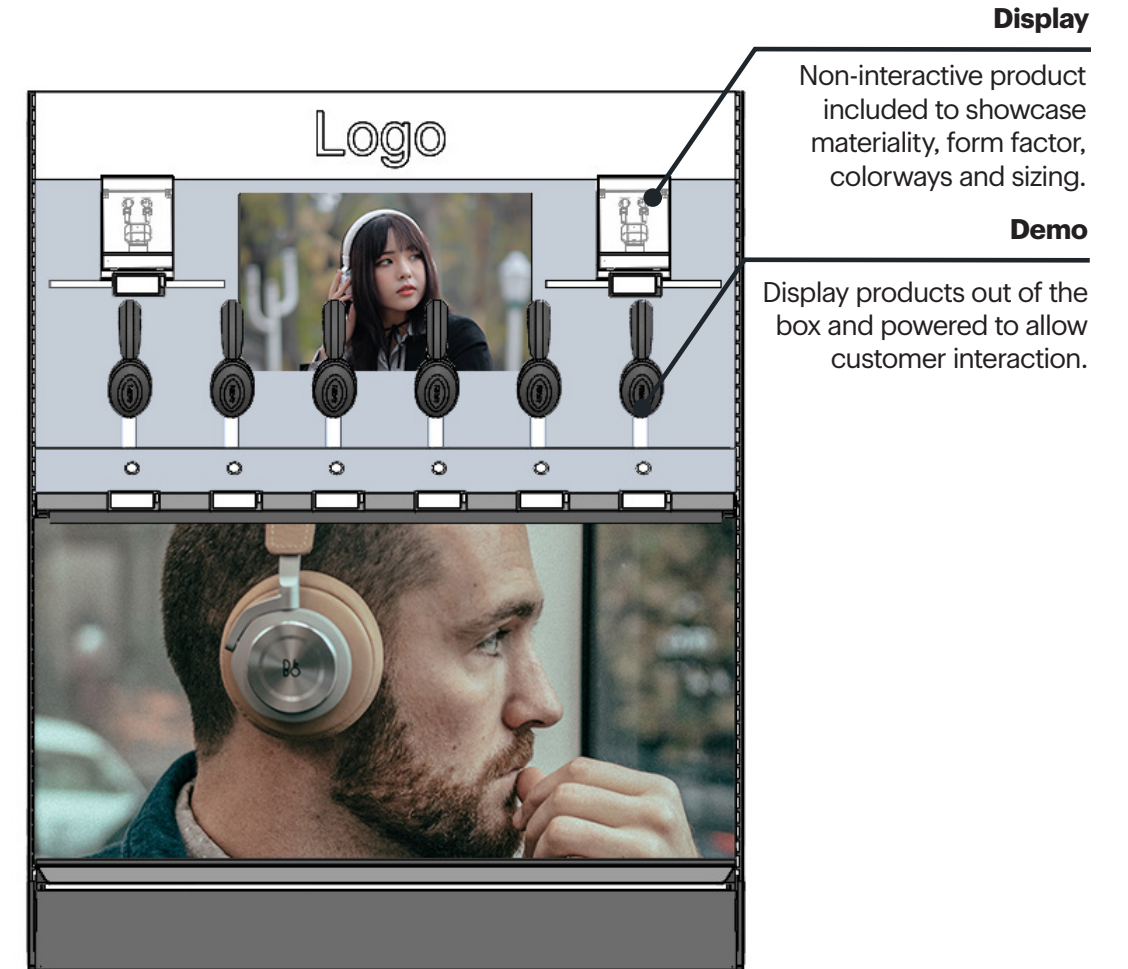 Display
Non-interactive product
included to showcase
materiality, form factor,
colorways and sizing.
Demo
Display products out of the
box and powered to allow
customer interaction.
Logo